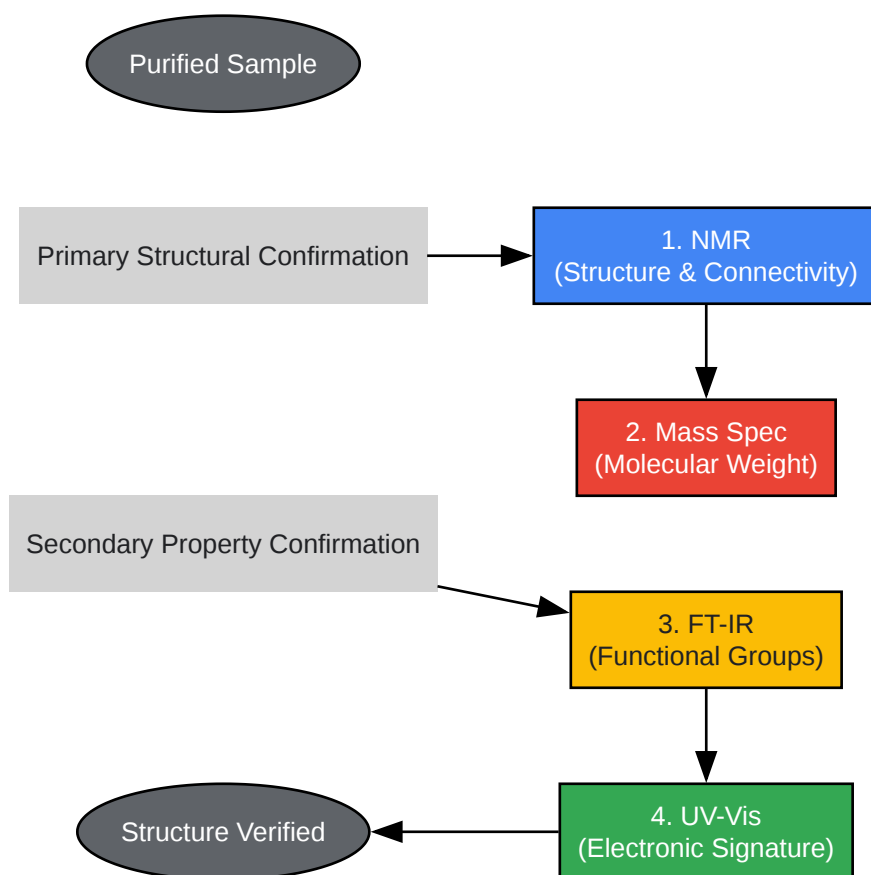 Purified Sample
Primary Structural Confirmation
1. NMR
(Structure & Connectivity)
2. Mass Spec
(Molecular Weight)
Secondary Property Confirmation
3. FT-IR
(Functional Groups)
Structure Verified
4. UV-Vis
(Electronic Signature)